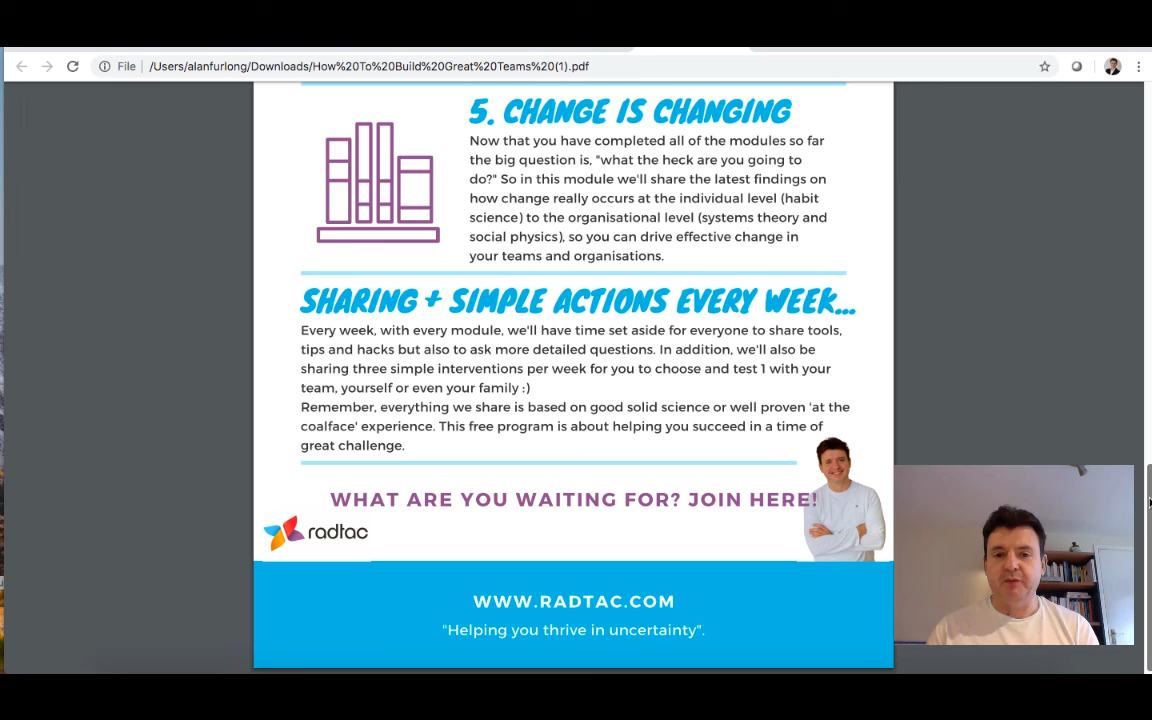 File
/Users/alanfurlong/Downloads/How%20To%20Build%20Great%20Teams%20(1).pdf
5. CHANGE IS CHANGING
Now that you have completed all of the modules so far
the big question is, "what the heck are you going to
do?" So in this module we'll share the latest findings on
how change really occurs at the individual level (habit
science) to the organisational level (systems theory and
social physics), so you can drive effective change in
your teams and organisations.
SHARING + SIMPLE ACTIONS EVERY WEEK...
Every week, with every module, we'll have time set aside for everyone to share tools,
tips and hacks but also to ask more detailed questions. In addition, we'll also be
sharing three simple interventions per week for you to choose and test 1 with your
team, yourself or even your family :)
Remember, everything we share is based on good solid science or well proven 'at the
coalface' experience. This free program is about helping you succeed in a time of
great challenge.
WHAT ARE YOU WAITING FOR? JOIN HERE!
radtac
WWW.RADTAC.COM
"Helping you thrive in uncertainty".